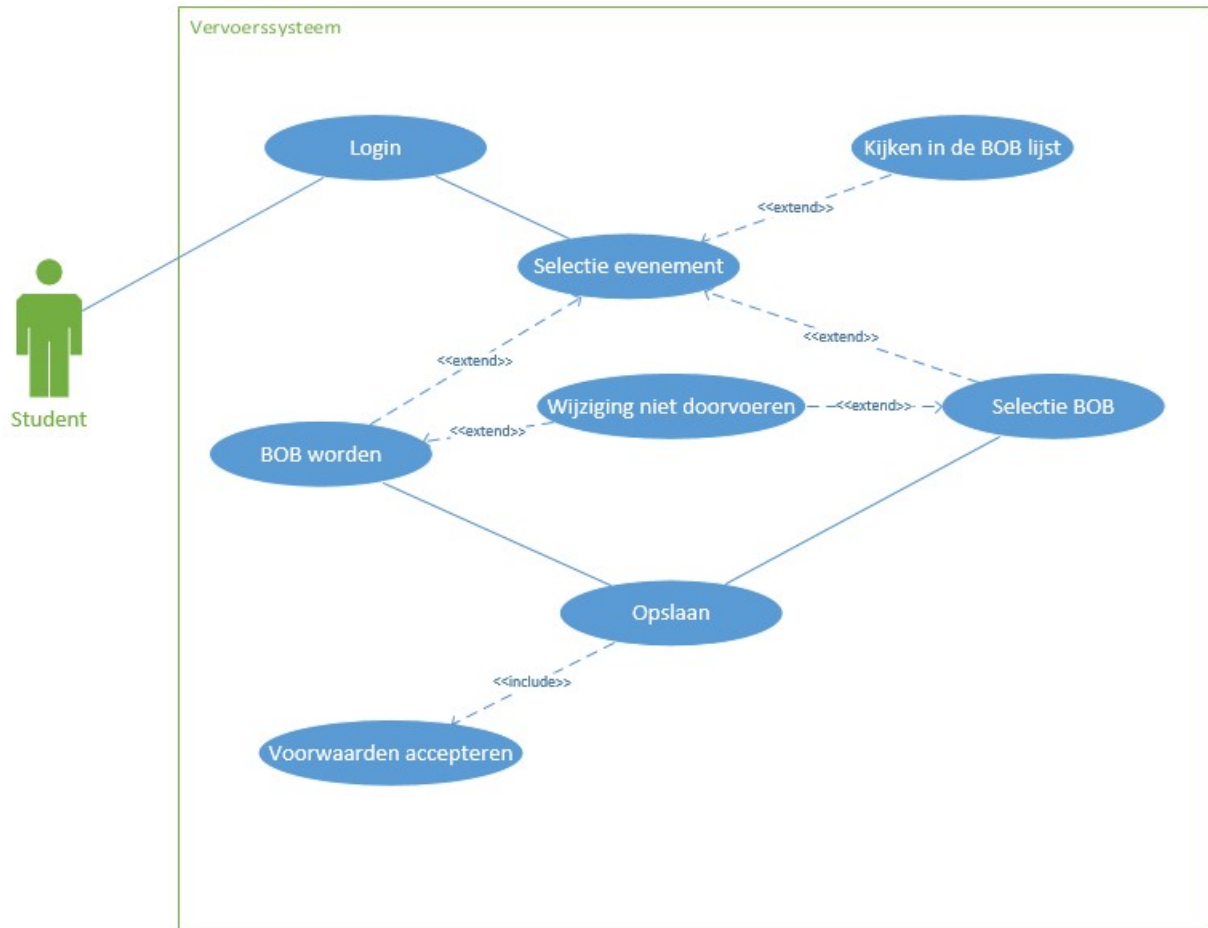 Vervoerssysteem
Login
Kijken in de BOB lijst
<<extend>>
Selectie evenement
<<extend>>
<<extend>>
Student
Wijziging niet doorvoeren
<<extend>>
Selectie BOB
<<extend>>
BOB worden
Opslaan
<<include>>
Voorwaarden accepteren